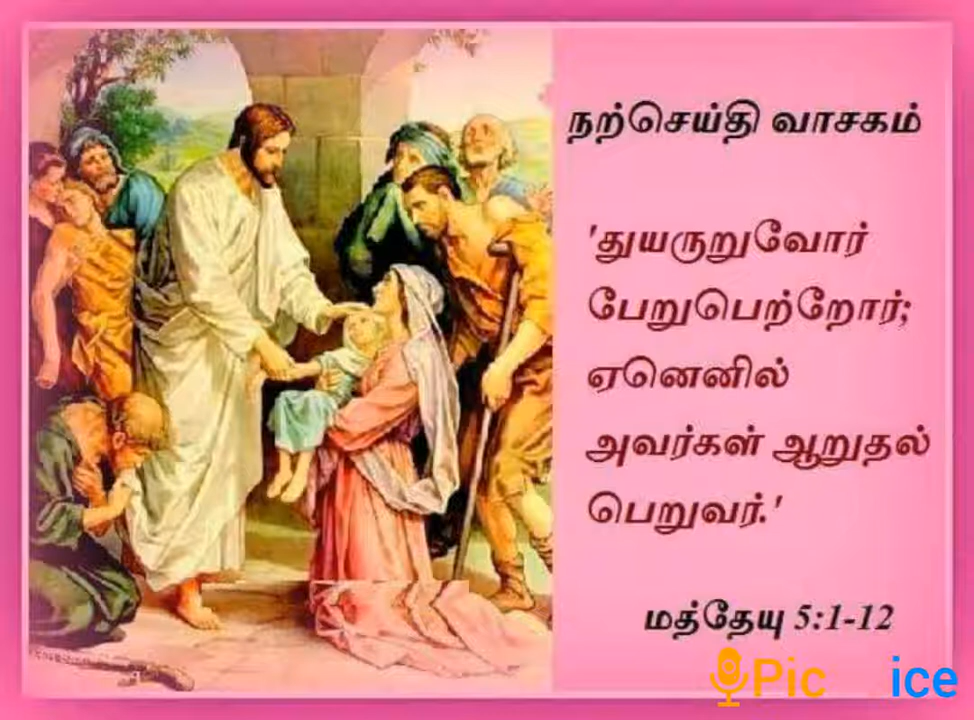 நற்செய்தி வாசகம்
'துயருறுவோர்
பேறுபெற்றோர்;
ஏனெனில்
அவர்கள் ஆறுதல்
பெறுவர்.'
மத்தேயு 5:1-12
Pic ice